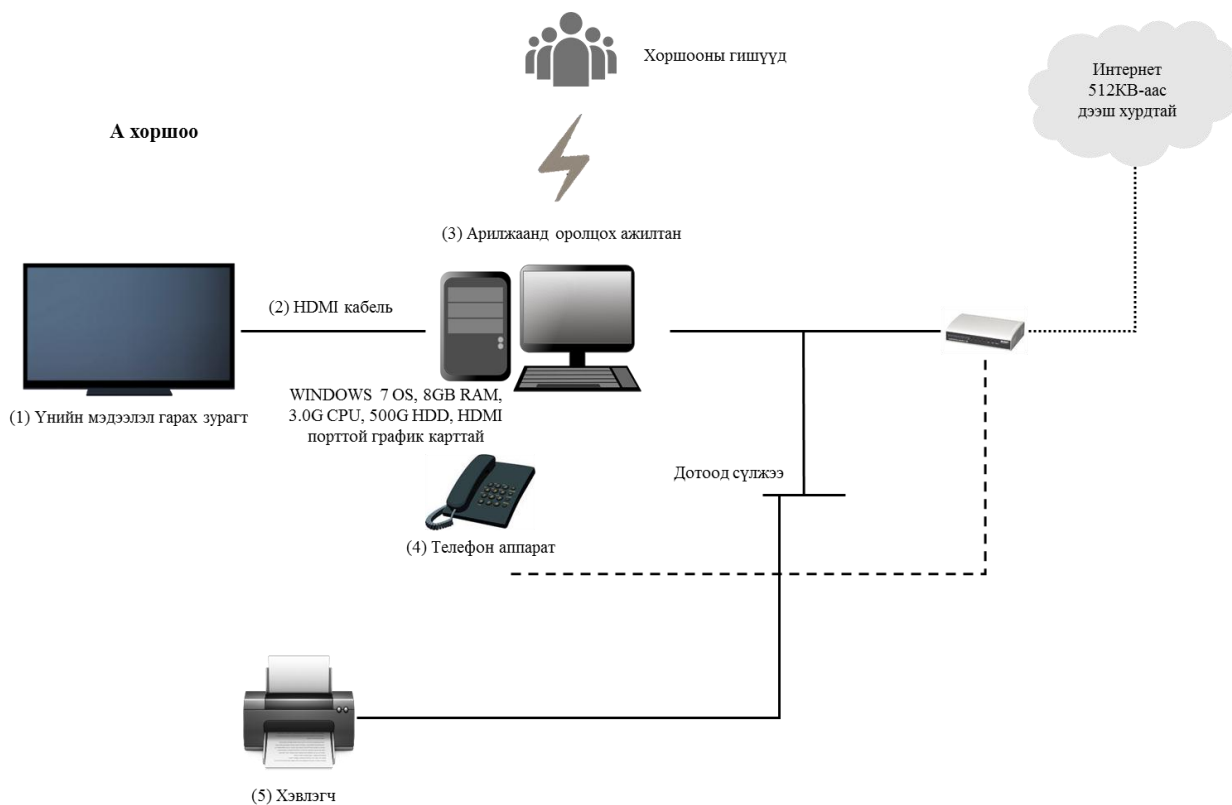 Хоршооны гишүүд
Интернет
512КВ-аас
дээш хурдтай
А хоршоо
(3) Арилжаанд оролцох ажилтан
(2) HDMI кабель
(1) Үнийн мэдээлэл гарах зурагт
WINDOWS 7 OS, 8GB RAM,
3.0G CPU, 500G HDD, HDMI
порттой график карттай
Дотоод сүлжээ
(4) Телефон аппарат
(5) Хэвлэгч